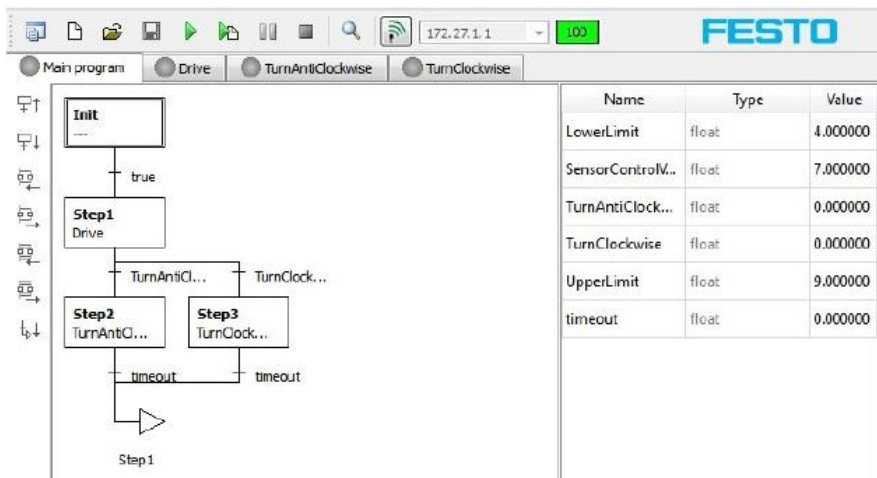 172.27.1.1
100
FESTO
Main program
Drive
TurnAntiClockwise
TurnClockwise
Init
---
true
Step1
Drive
TurnAntiCl...
TurnClock...
Step2
TurnAntiCl...
Step3
TurnClock...
timeout
timeout
Step1
Name Type Value
LowerLimit float 4.000000
SensorControlV... float 7.000000
TurnAntiClock... float 0.000000
TurnClockwise float 0.000000
UpperLimit float 9.000000
timeout float 0.000000